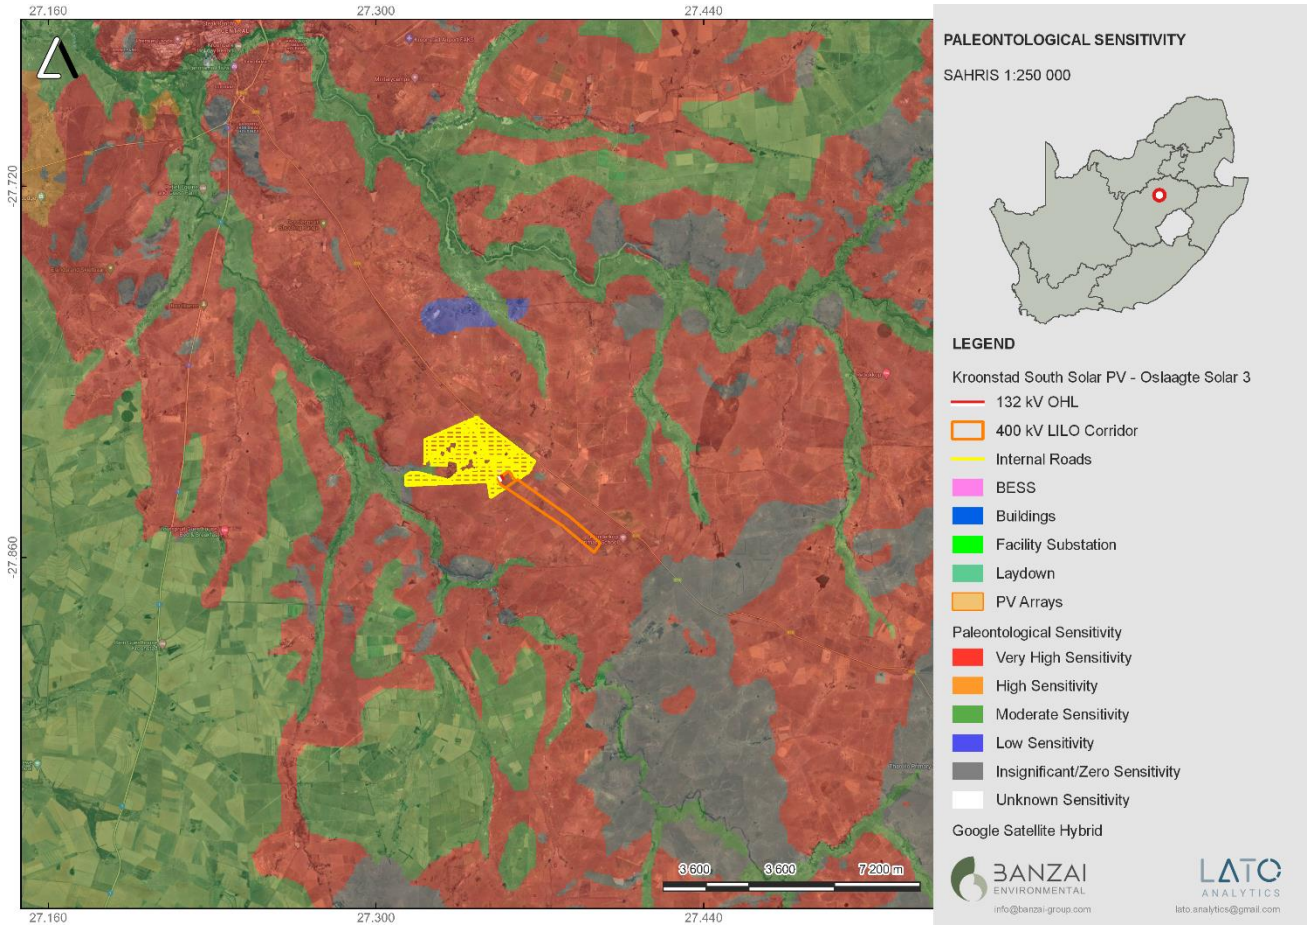 27.160
27.300
27.440
PALEONTOLOGICAL SENSITIVITY
SAHRIS 1:250 000
-27.720
-27.860
LEGEND
Kroonstad South Solar PV - Oslaagte Solar 3
132 kV OHL
400 kV LILO Corridor
Internal Roads
BESS
Buildings
Facility Substation
Laydown
PV Arrays
Paleontological Sensitivity
Very High Sensitivity
High Sensitivity
Moderate Sensitivity
Low Sensitivity
Insignificant/Zero Sensitivity
Unknown Sensitivity
Google Satellite Hybrid
3 600 3 600 7 200 m
BANZAI
ENVIRONMENTAL
info@banzai-group.com
LATO
ANALYTICS
lato.analytics@gmail.com
27.160
27.300
27.440